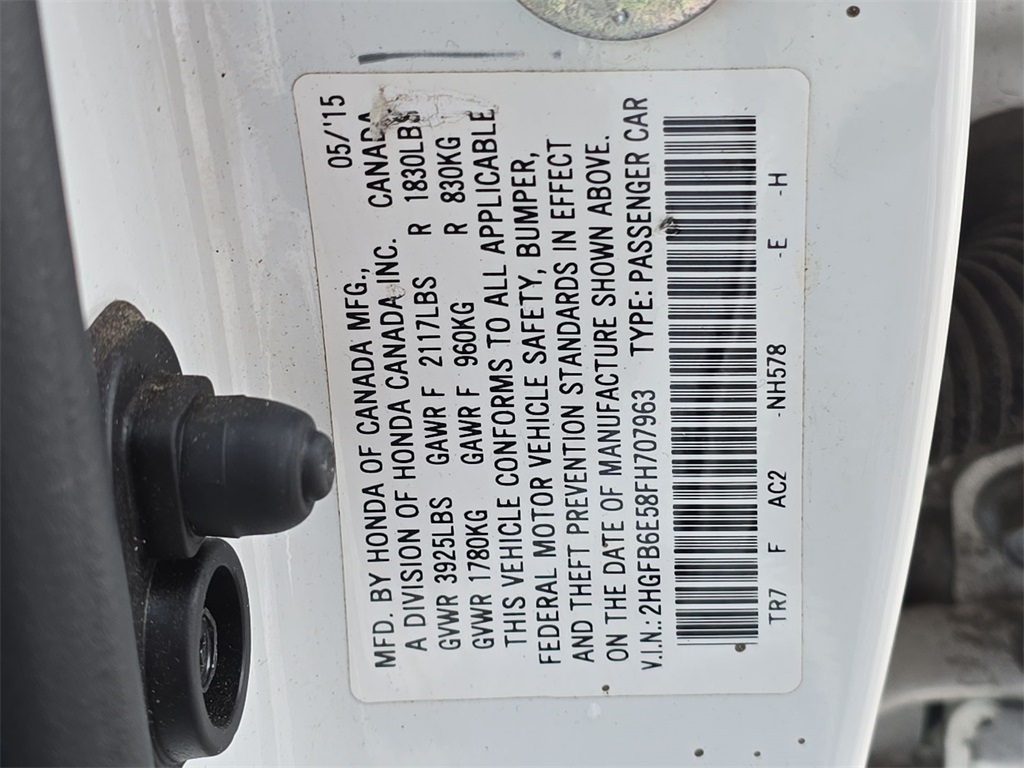 05/'15
MFD. BY HONDA OF CANADA MFG.,
A DIVISION OF HONDA CANADA INC. CANADA
GVWR 3925LBS GAWR F 2117LBS R 1830LBS
GVWR 1780KG GAWR F 960KG R 830KG
THIS VEHICLE CONFORMS TO ALL APPLICABLE
FEDERAL MOTOR VEHICLE SAFETY, BUMPER,
AND THEFT PREVENTION STANDARDS IN EFFECT
ON THE DATE OF MANUFACTURE SHOWN ABOVE.
V.I.N.: 2HGFB6E58FH707963 TYPE: PASSENGER CAR
TR7 F AC2 -NH578 -E -H